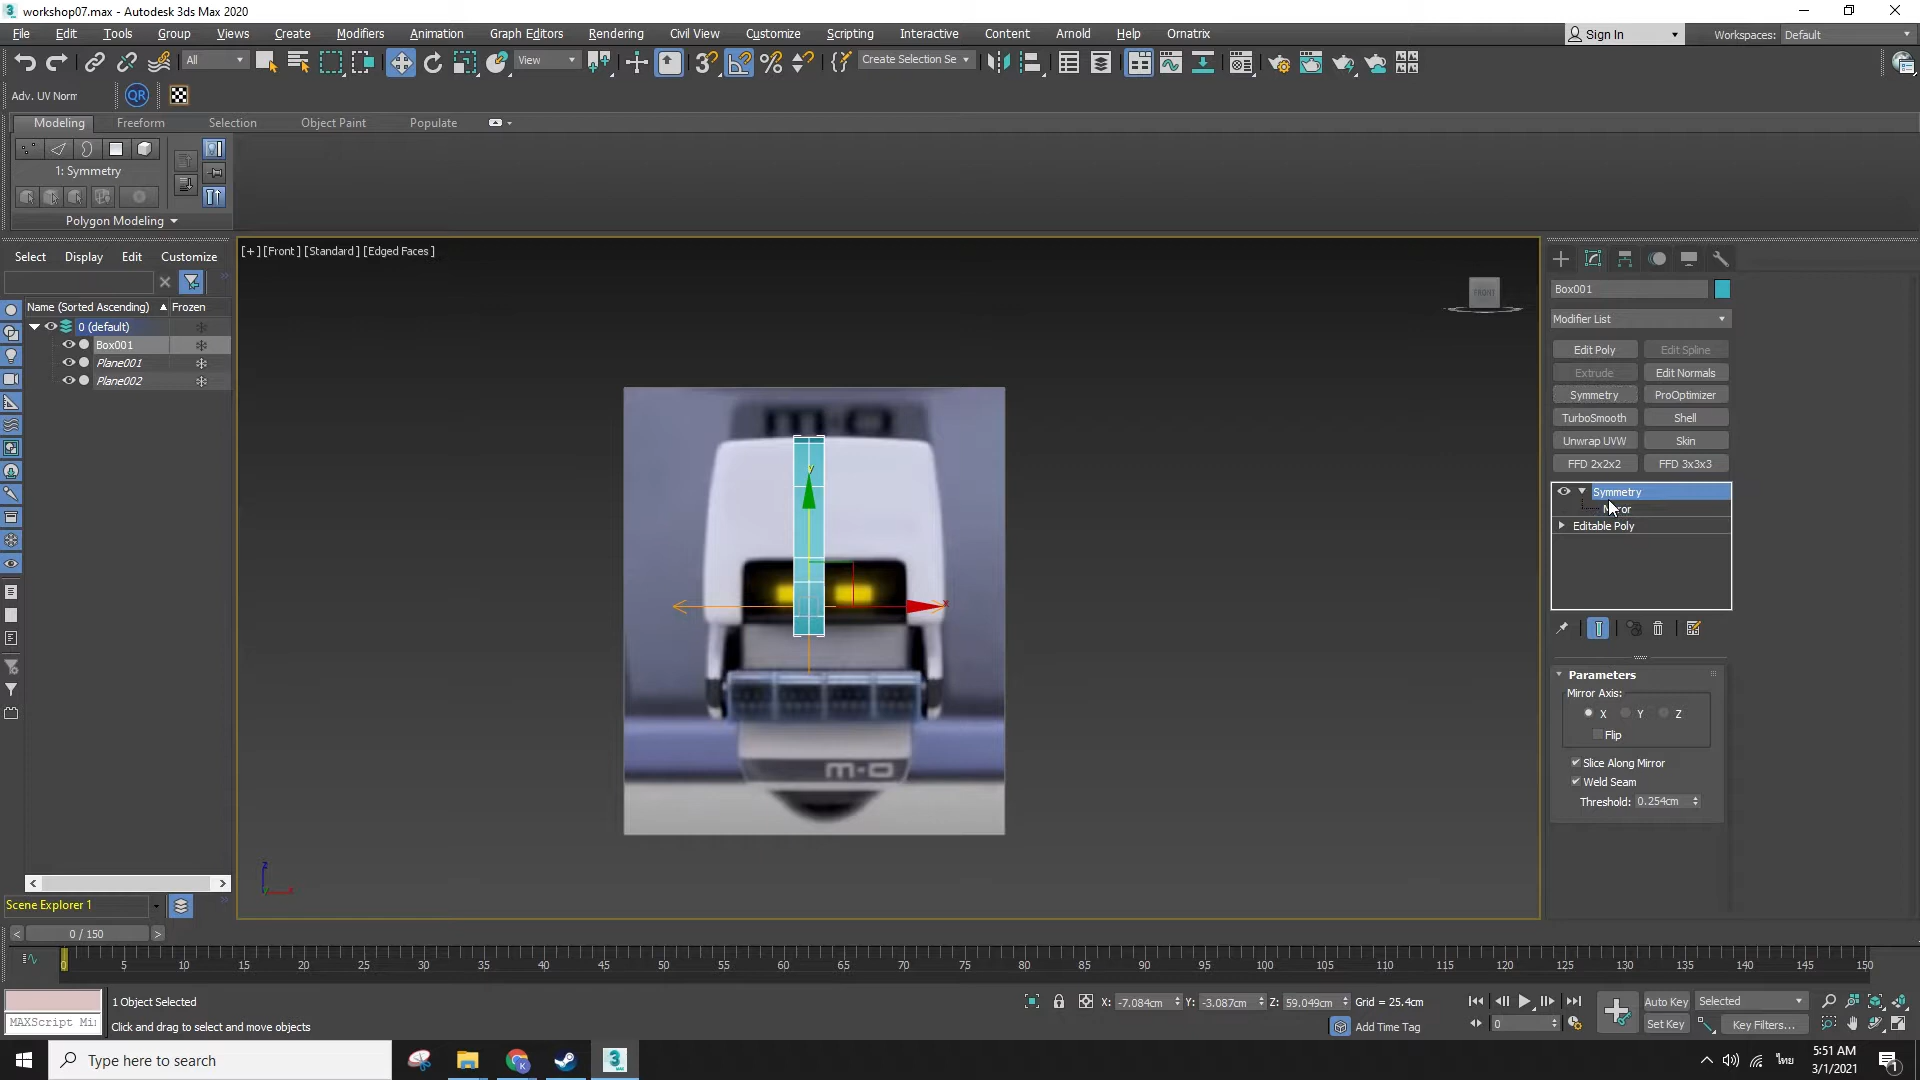 workshop07.max - Autodesk 3ds Max 2020
File Edit Tools Group Views Create Modifiers Animation Graph Editors Rendering Civil View Customize Scripting Interactive Content Arnold Help Ornatrix
Sign In
Workspaces: Default
All
View
3
Create Selection Se
Adv. UV Norm
QR
Modeling Freeform Selection Object Paint Populate
1: Symmetry
Polygon Modeling
Select Display Edit Customize
Name (Sorted Ascending) Frozen
0 (default)
Box001
Plane001
Plane002
Scene Explorer 1
[+] [Front ] [Standard ] [Edged Faces ]
FRONT
m-o
y
x
m-o
z
Box001
Modifier List
Edit Poly Edit Spline
Extrude Edit Normals
Symmetry ProOptimizer
TurboSmooth Shell
Unwrap UVW Skin
FFD 2x2x2 FFD 3x3x3
Symmetry
Editable Poly
Parameters
Mirror Axis:
X Y Z
Flip
Slice Along Mirror
Weld Seam
Threshold: 0.254cm
< 0 / 150 >
0 5 10 15 20 25 30 35 40 45 50 55 60 65 70 75 80 85 90 95 100 105 110 115 120 125 130 135 140 145 150
1 Object Selected
X: -7.084cm Y: -3.087cm Z: 59.049cm Grid = 25.4cm
Auto Key Selected
MAXScript Mi
Click and drag to select and move objects
Add Time Tag
0
Set Key Key Filters...
Type here to search
3
ไทย
5:51 AM
3/1/2021
1